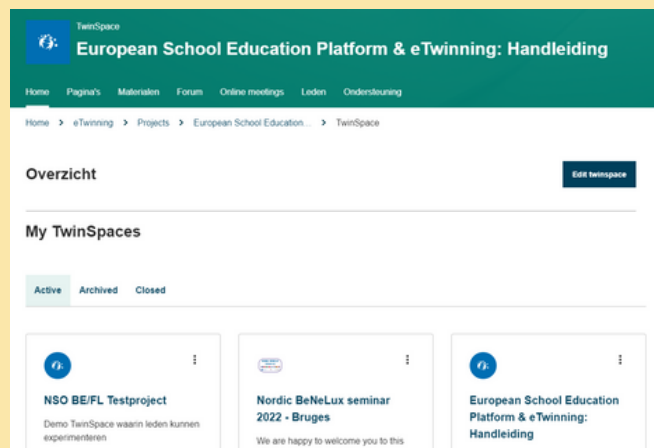 TwinSpace
European School Education Platform & eTwinning: Handleiding
Home Pagina's Materialen Forum Online meetings Leden Ondersteuning
Home > eTwinning > Projects > European School Education... > TwinSpace
Overzicht
Edit twinspace
My TwinSpaces
Active Archived Closed
NSO BE/FL Testproject
Demo TwinSpace waarin leden kunnen
experimenteren
Nordic BeNeLux seminar
2022 - Bruges
We are happy to welcome you to this
European School Education
Platform & eTwinning:
Handleiding